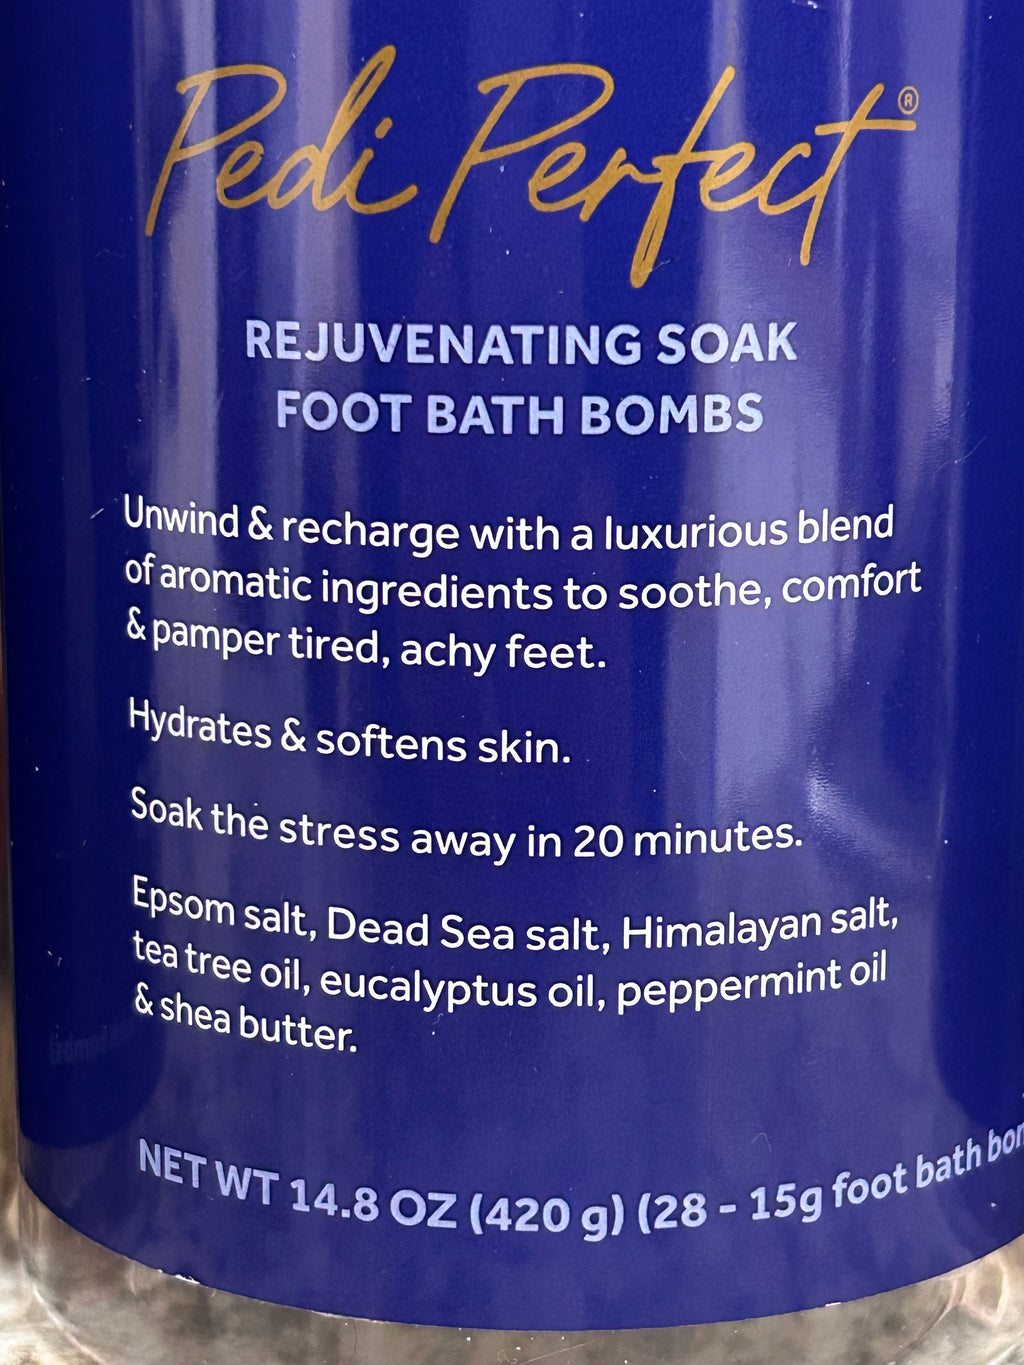 Pedi Perfect®
REJUVENATING SOAK
FOOT BATH BOMBS
Unwind & recharge with a luxurious blend
of aromatic ingredients to soothe, comfort
& pamper tired, achy feet.
Hydrates & softens skin.
Soak the stress away in 20 minutes.
Epsom salt, Dead Sea salt, Himalayan salt,
tea tree oil, eucalyptus oil, peppermint oil
& shea butter.
NET WT 14.8 OZ (420 g) (28 - 15g foot bath